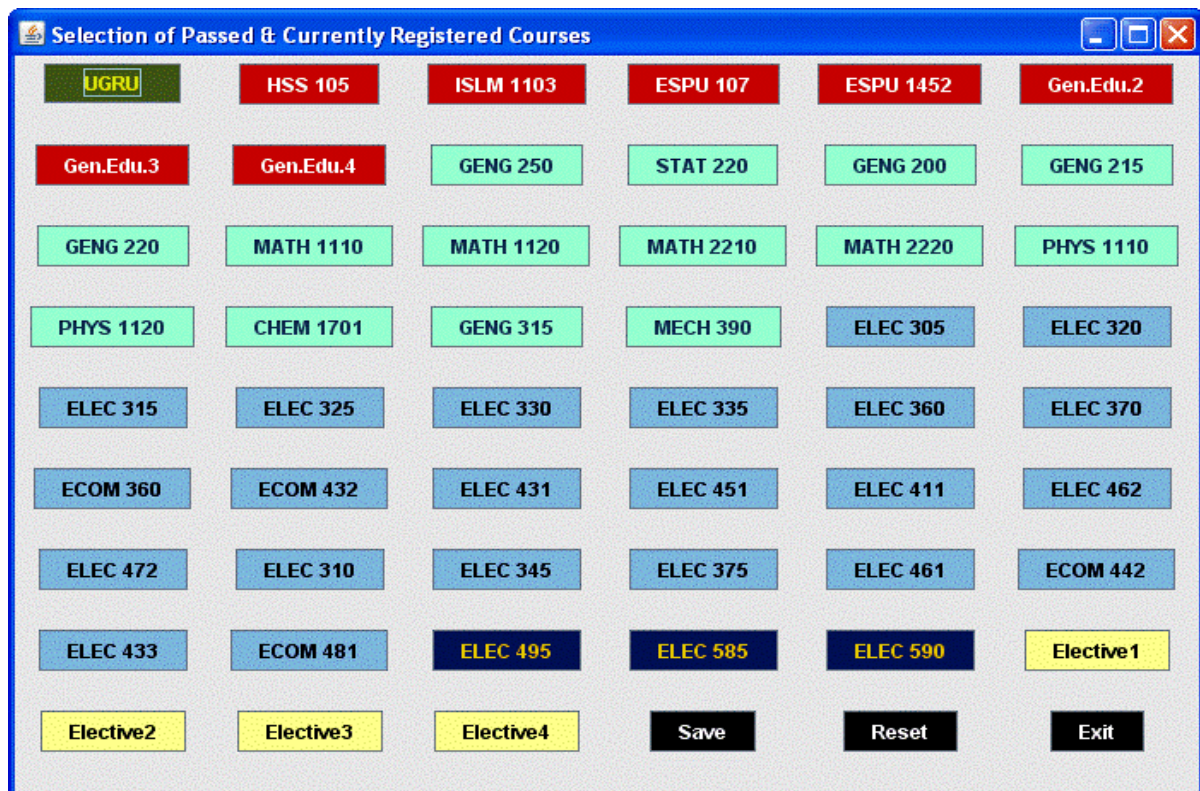 Selection of Passed & Currently Registered Courses
UGRU HSS 105 ISLM 1103 ESPU 107 ESPU 1452 Gen.Edu.2
Gen.Edu.3 Gen.Edu.4 GENG 250 STAT 220 GENG 200 GENG 215
GENG 220 MATH 1110 MATH 1120 MATH 2210 MATH 2220 PHYS 1110
PHYS 1120 CHEM 1701 GENG 315 MECH 390 ELEC 305 ELEC 320
ELEC 315 ELEC 325 ELEC 330 ELEC 335 ELEC 360 ELEC 370
ECOM 360 ECOM 432 ELEC 431 ELEC 451 ELEC 411 ELEC 462
ELEC 472 ELEC 310 ELEC 345 ELEC 375 ELEC 461 ECOM 442
ELEC 433 ECOM 481 ELEC 495 ELEC 585 ELEC 590 Elective1
Elective2 Elective3 Elective4 Save Reset Exit